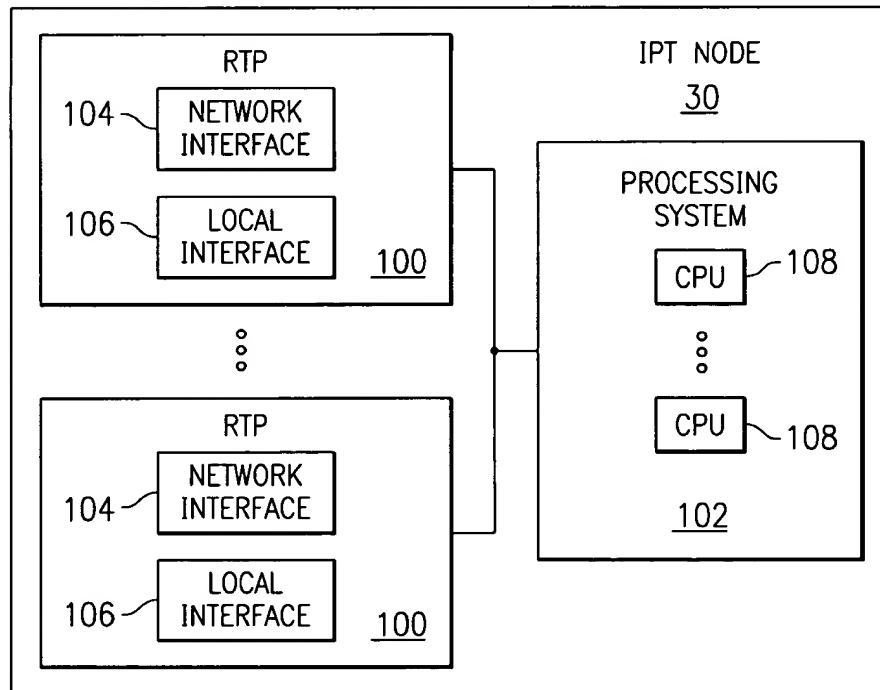 RTP
104
NETWORK
INTERFACE
106
LOCAL
INTERFACE
100
RTP
104
NETWORK
INTERFACE
106
LOCAL
INTERFACE
100
IPT NODE
30
PROCESSING
SYSTEM
CPU
108
CPU
108
102